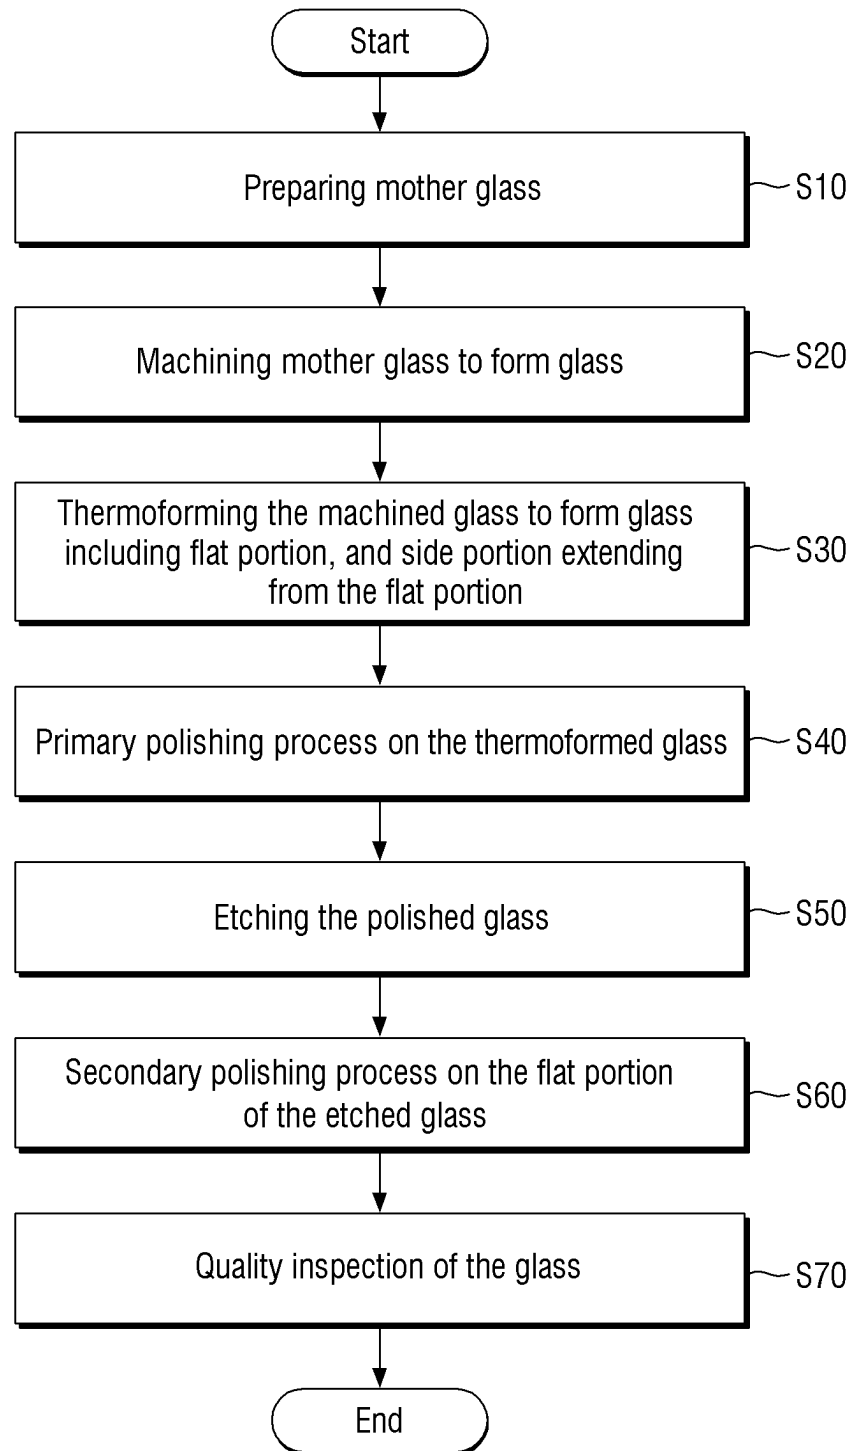 Start
Preparing mother glass
S10
Machining mother glass to form glass
S20
Thermoforming the machined glass to form glass
including flat portion, and side portion extending
from the flat portion
S30
Primary polishing process on the thermoformed glass
S40
Etching the polished glass
S50
Secondary polishing process on the flat portion
of the etched glass
S60
Quality inspection of the glass
S70
End